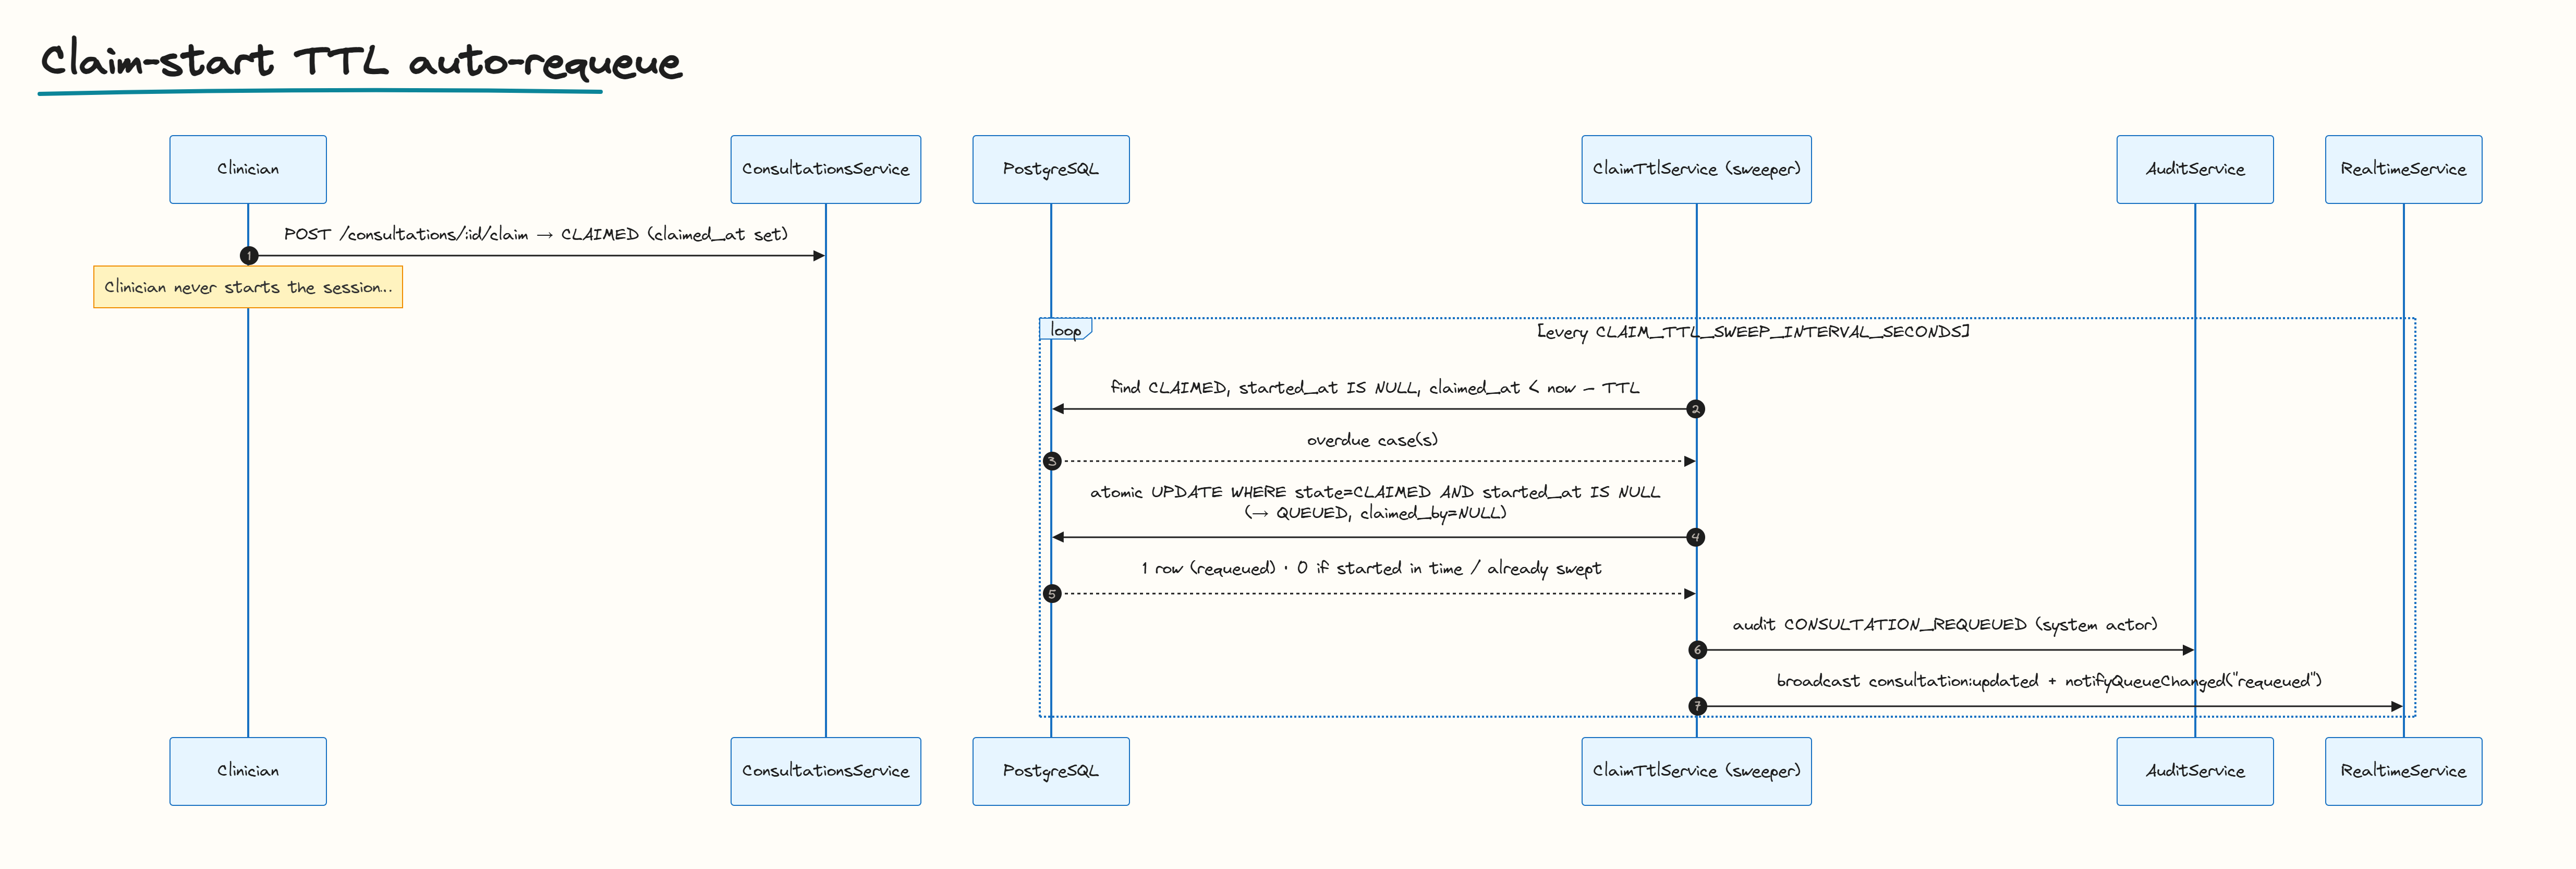 Claim-start TTL auto-requeue
Clinician
ConsultationsService
PostgreSQL
ClaimTtlService (sweeper)
AuditService
RealtimeService
POST /consultations/:id/claim → CLAIMED (claimed_at set)
1
Clinician never starts the session...
loop
[every CLAIM_TTL_SWEEP_INTERVAL_SECONDS]
find CLAIMED, started_at IS NULL, claimed_at < now − TTL
2
overdue case(s)
3
atomic UPDATE WHERE state=CLAIMED AND started_at IS NULL
(→ QUEUED, claimed_by=NULL)
4
1 row (requeued) · 0 if started in time / already swept
5
audit CONSULTATION_REQUEUED (system actor)
6
broadcast consultation:updated + notifyQueueChanged("requeued")
7
Clinician
ConsultationsService
PostgreSQL
ClaimTtlService (sweeper)
AuditService
RealtimeService